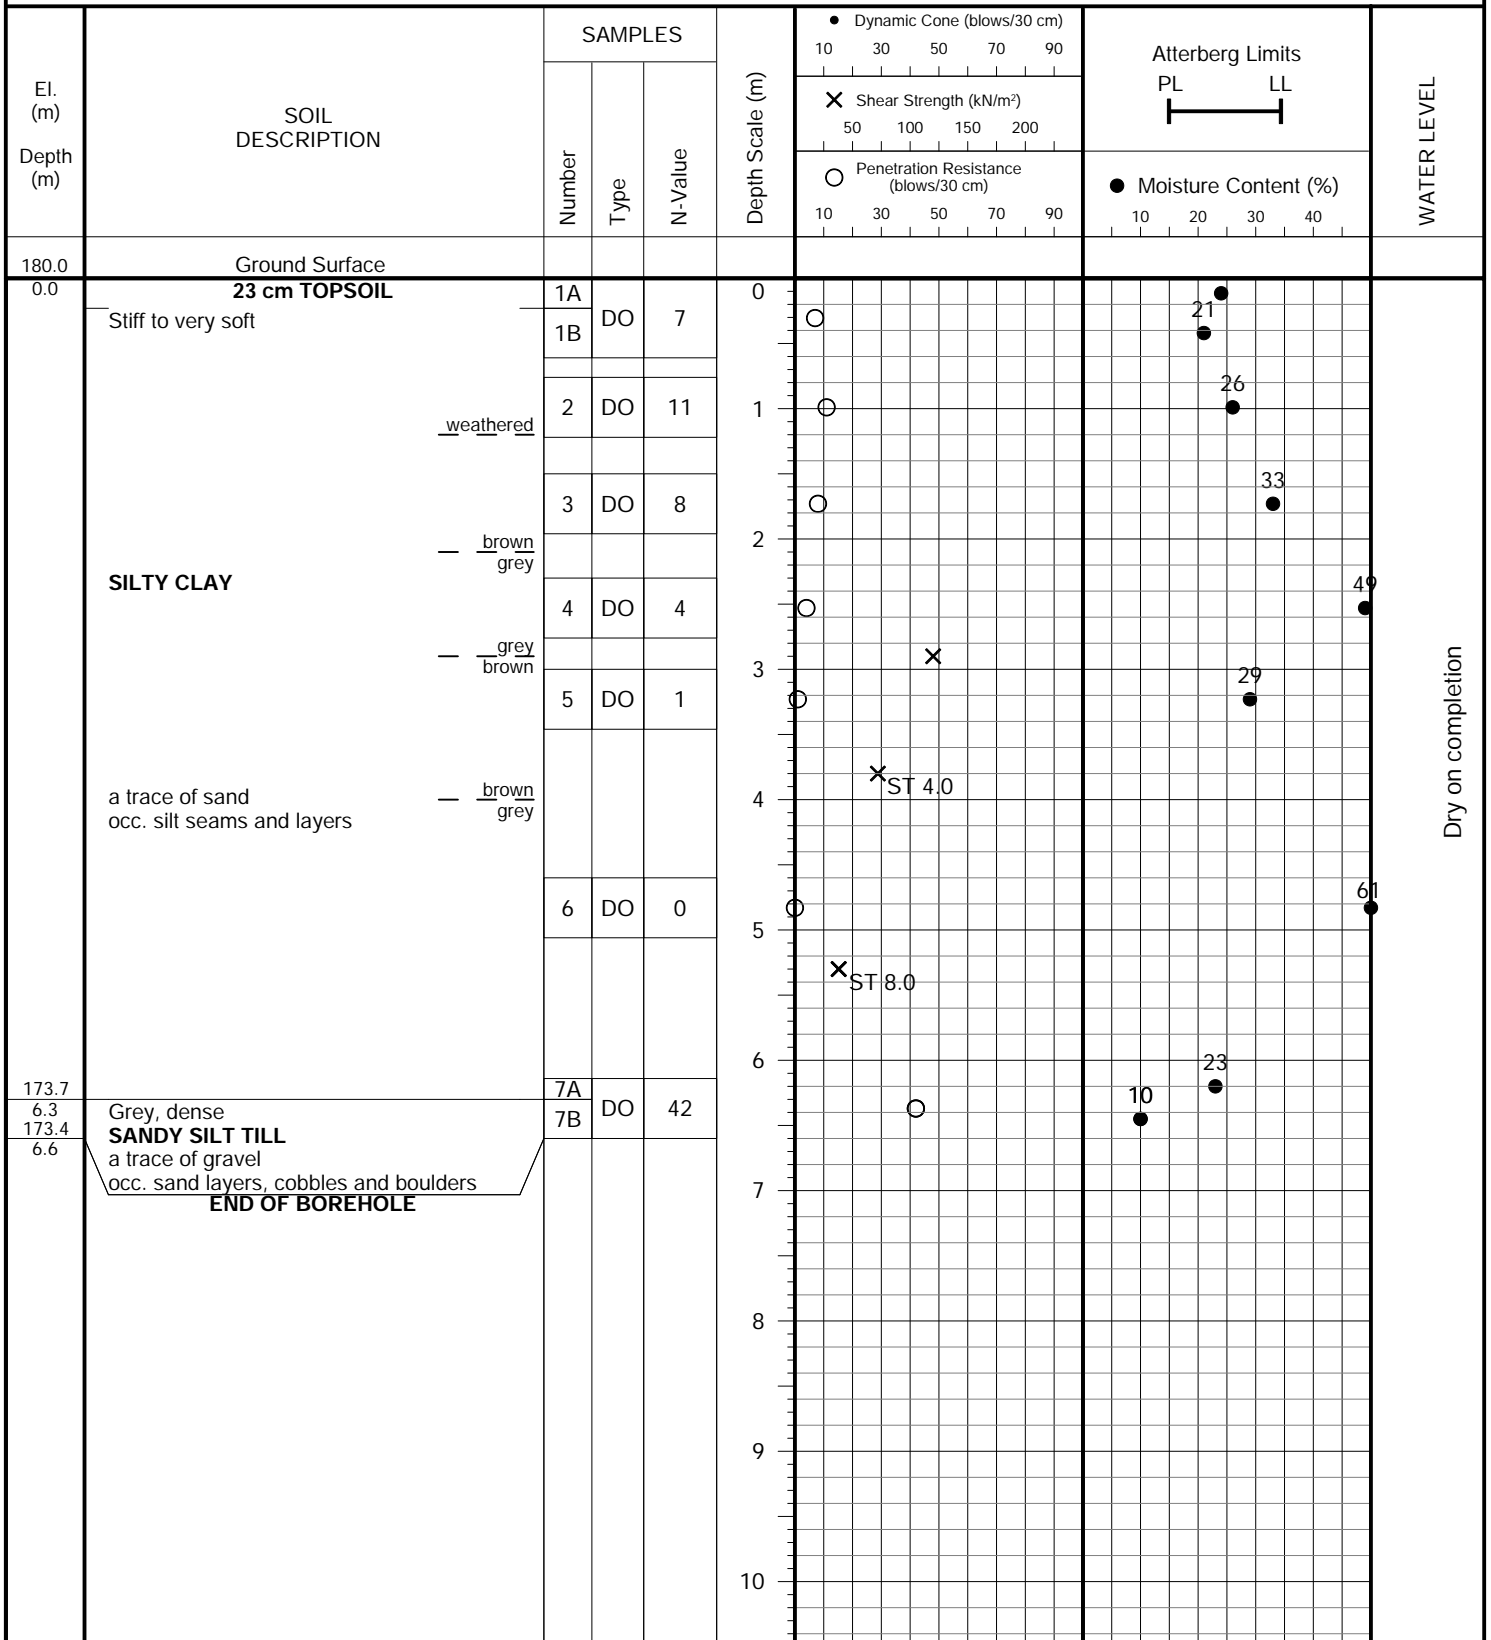 El.
(m)
Depth
(m)
SOIL
DESCRIPTION
SAMPLES
Number
Type
N-Value
Depth Scale (m)
Dynamic Cone (blows/30 cm)
10 30 50 70 90
Shear Strength (kN/m²)
50 100 150 200
Penetration Resistance
(blows/30 cm)
10 30 50 70 90
Atterberg Limits
PL LL
Moisture Content (%)
10 20 30 40
WATER LEVEL
180.0 Ground Surface
0.0 23 cm TOPSOIL 1A 0
Stiff to very soft DO 7 21
1B
26
2 DO 11 1
weathered
33
3 DO 8
2
brown
grey
SILTY CLAY 49
4 DO 4
grey
brown
3
29
5 DO 1
Dry on completion
ST 4.0
brown
a trace of sand 4
grey
occ. silt seams and layers
61
6 DO 0
5
ST 8.0
6
23
173.7 7A
10
6.3 Grey, dense DO 42
7B
173.4 SANDY SILT TILL
6.6 a trace of gravel
occ. sand layers, cobbles and boulders
7
END OF BOREHOLE
8
9
10